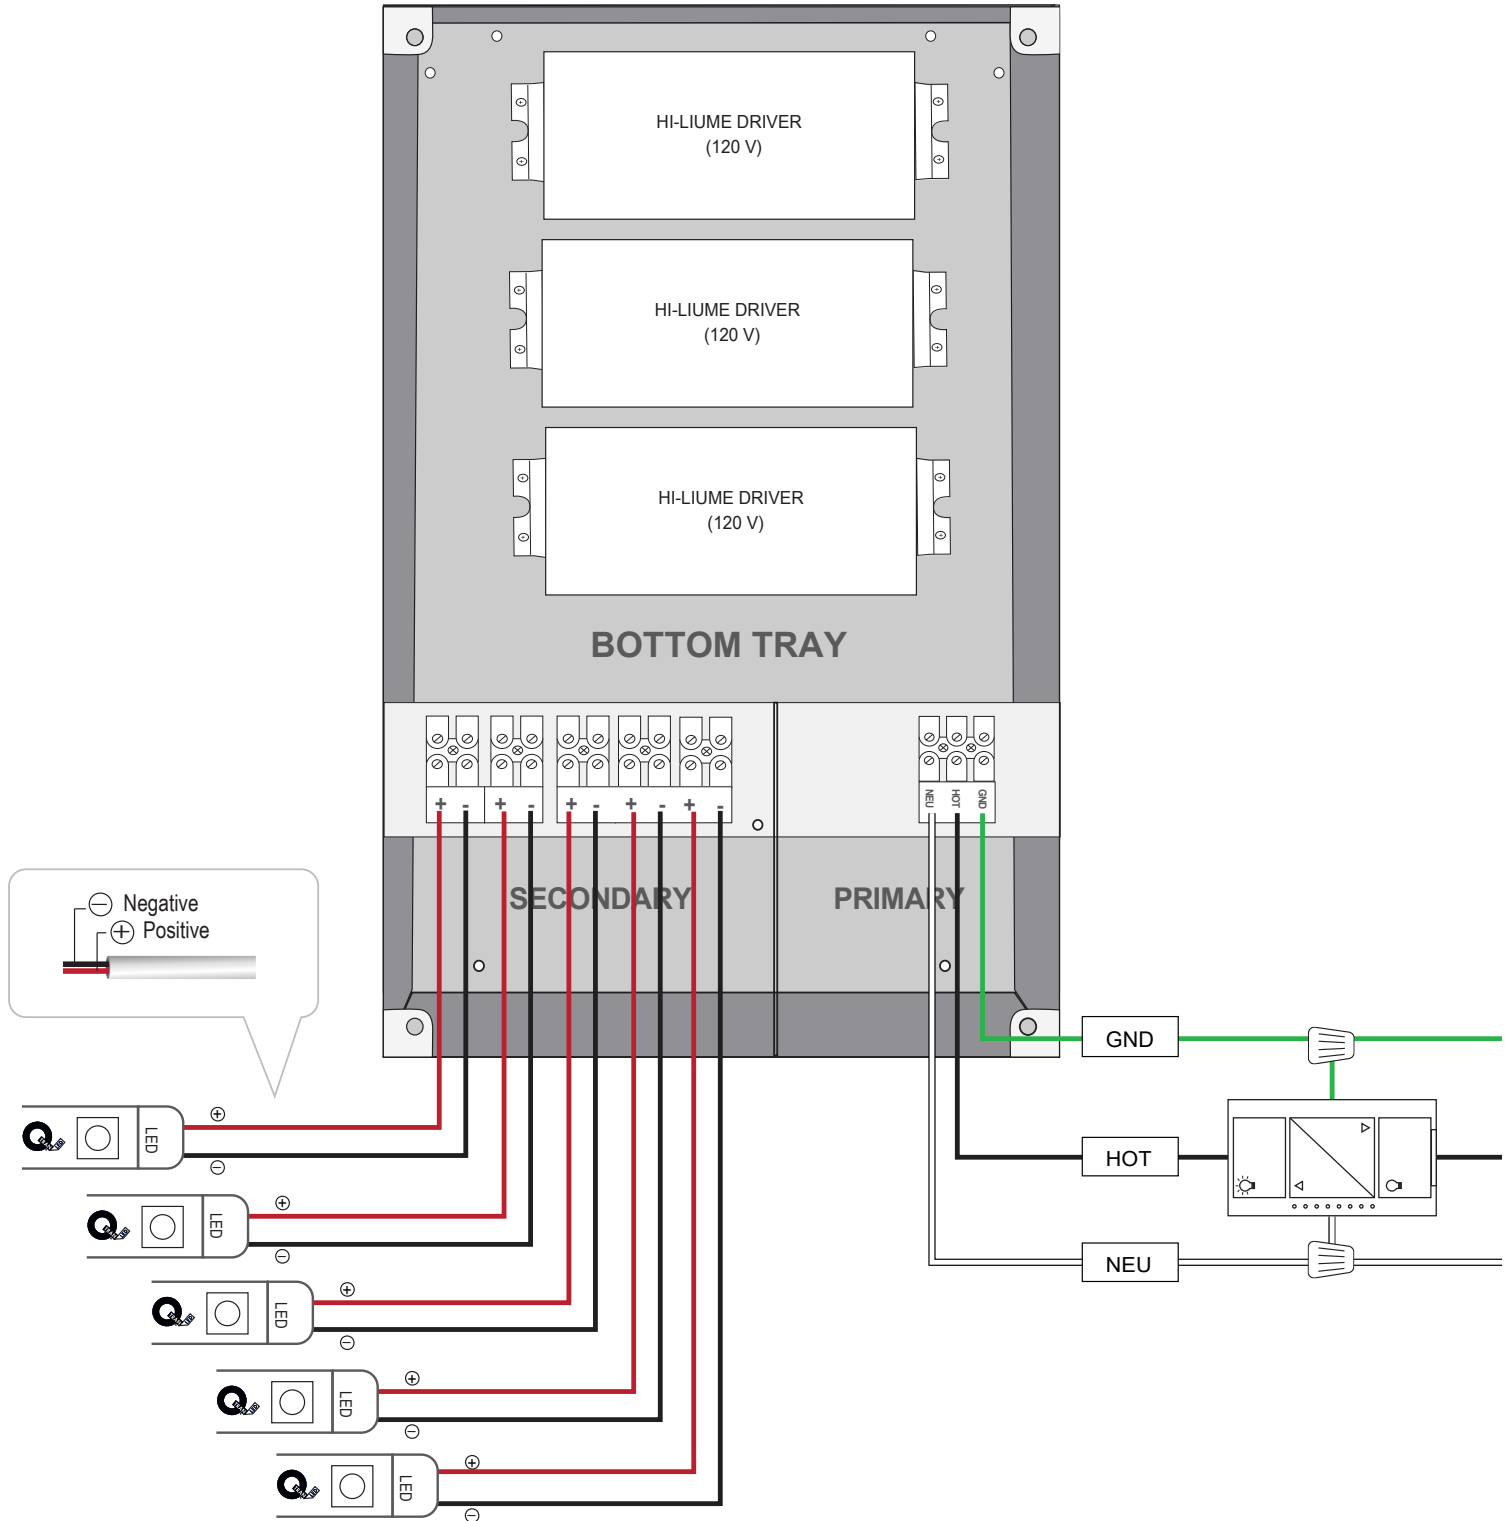 HI-LIUME DRIVER
(120 V)
HI-LIUME DRIVER
(120 V)
HI-LIUME DRIVER
(120 V)
BOTTOM TRAY
+ - + - + - + - + -
NEU HOT GND
SECONDARY PRIMARY
Negative
Positive
GND
HOT
NEU
LED
LED
LED
LED
LED